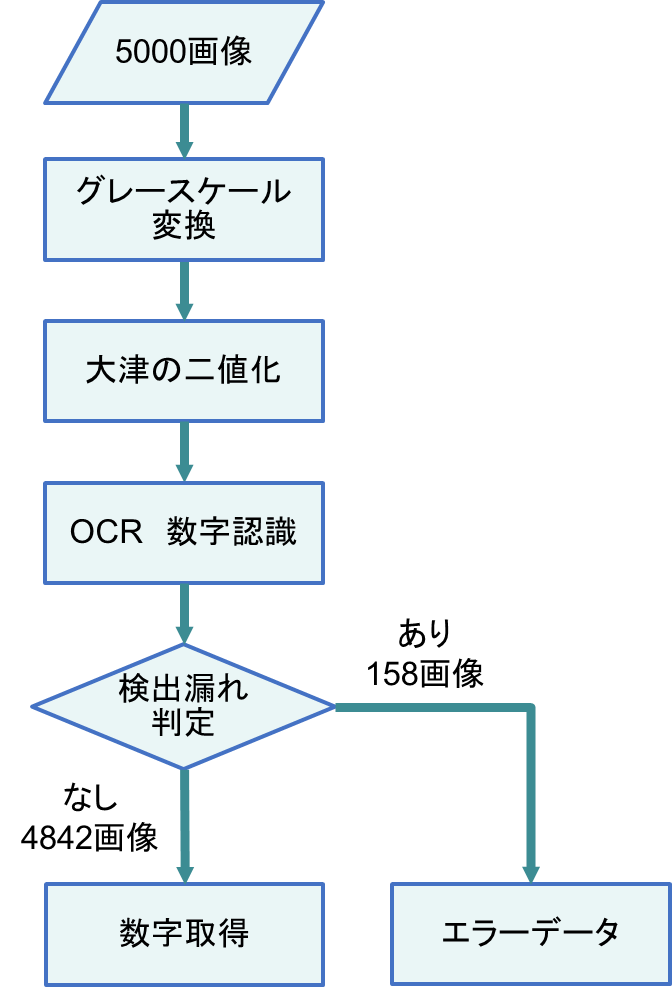 5000画像
グレースケール
変換
大津の二値化
OCR　数字認識
検出漏れ
判定
あり
158画像
なし
4842画像
数字取得
エラーデータ